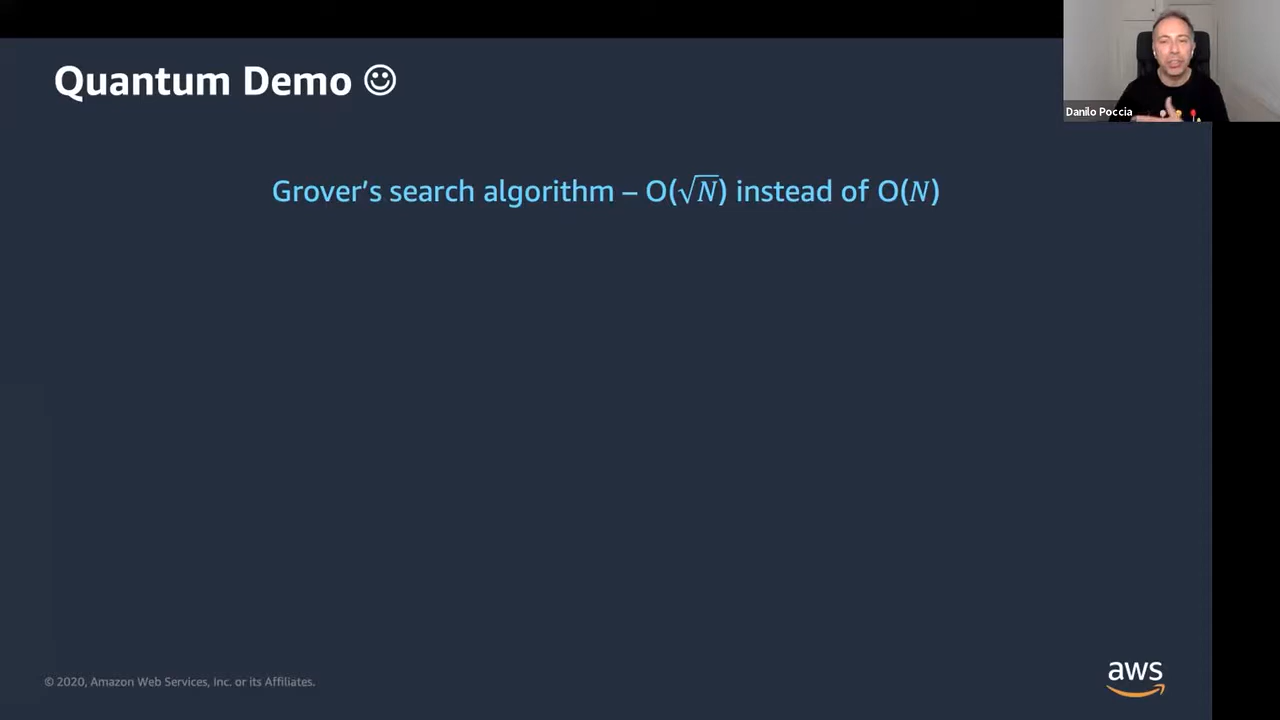 Quantum Demo ☺
Danilo Poccia
Grover’s search algorithm – O(√N) instead of O(N)
© 2020, Amazon Web Services, Inc. or its Affiliates.
aws